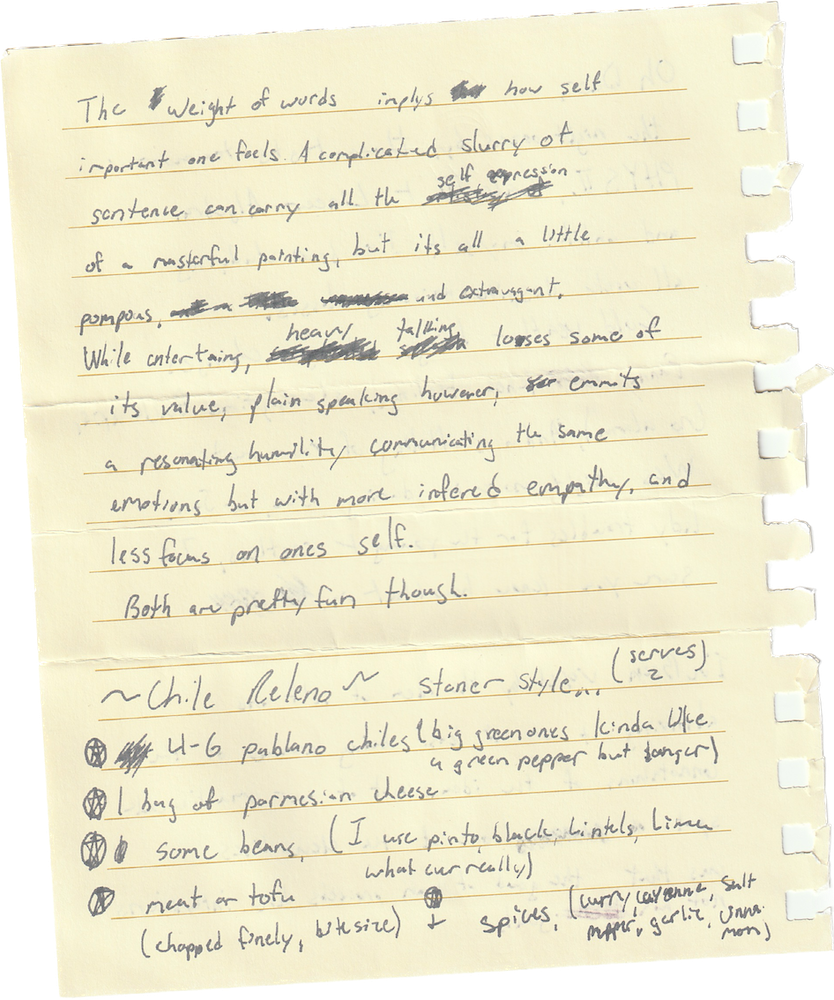 The weight of words implys how self
important one feels. A complicated slurry of
sentence can carry all the self expression
of a masterful painting, but its all a little
pompous, and extravagent.
While entertaing, heavy talking looses some of
its value, plain speaking however, emmits
a resonating humility communicating the same
emotions but with more infered empathy, and
less focus on ones self.
Both are pretty fun though.
~Chile Releno~ stoner style... (serves 2)
4-6 pablano chiles (big green ones kinda like
a green pepper but longer)
1 bag of parmesian cheese
some beans, (I use pinto, black, lintels, Lima
what eur really)
meat or tofu
(chopped finely, bite size)
+ spices, (curry, cayenne, salt
pepper, garlic, cinna-
mon)